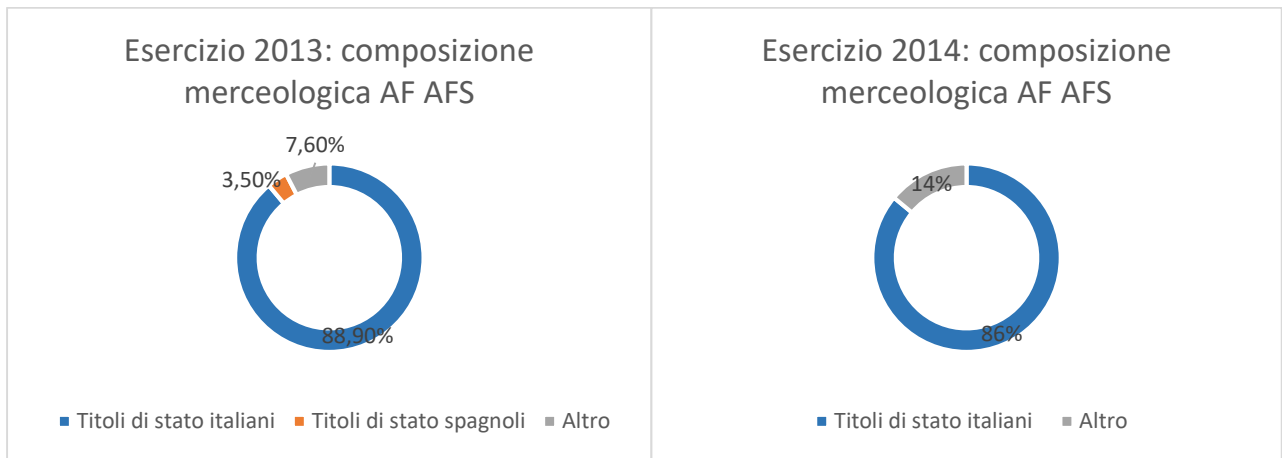 Esercizio 2013: composizione
merceologica AF AFS
7,60%
3,50%
88,90%
Titoli di stato italiani Titoli di stato spagnoli Altro
Esercizio 2014: composizione
merceologica AF AFS
14%
86%
Titoli di stato italiani Altro